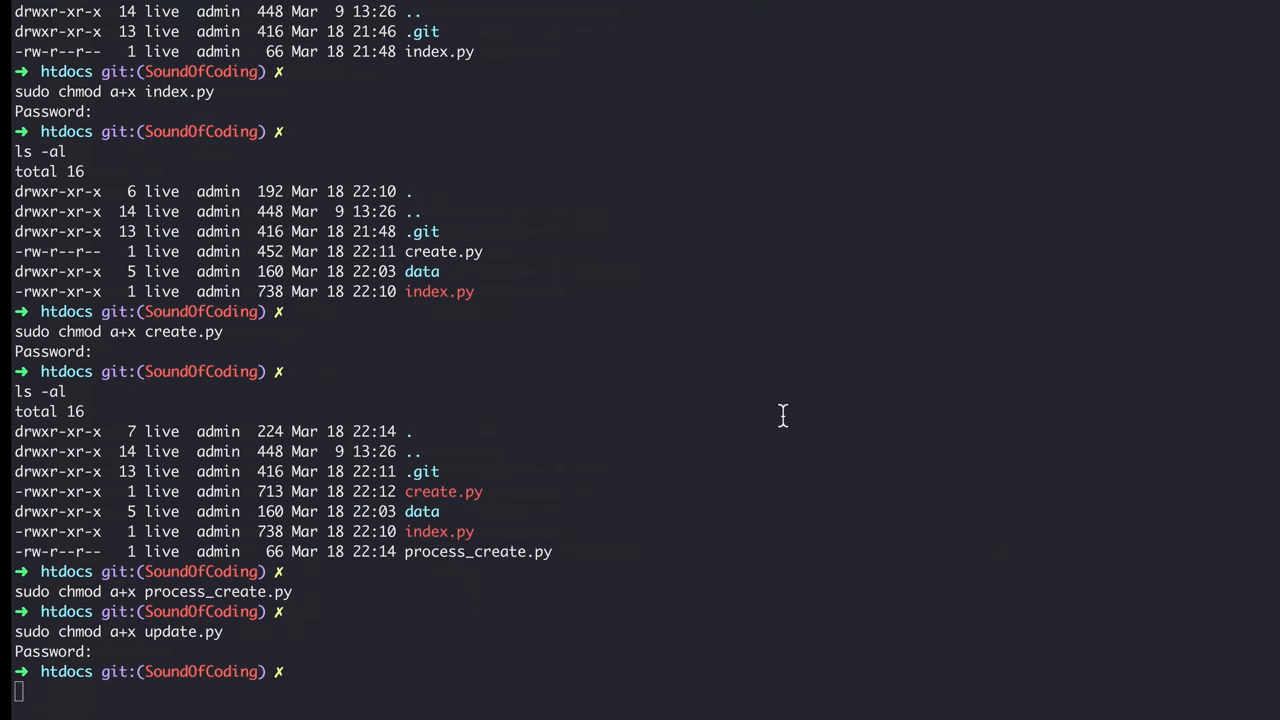 drwxr-xr-x  14 live  admin  448 Mar  9 13:26 ..
drwxr-xr-x  13 live  admin  416 Mar 18 21:46 .git
-rw-r--r--   1 live  admin   66 Mar 18 21:48 index.py
➜  htdocs git:(SoundOfCoding) ✗
sudo chmod a+x index.py
Password:
➜  htdocs git:(SoundOfCoding) ✗
ls -al
total 16
drwxr-xr-x   6 live  admin  192 Mar 18 22:10 .
drwxr-xr-x  14 live  admin  448 Mar  9 13:26 ..
drwxr-xr-x  13 live  admin  416 Mar 18 21:48 .git
-rw-r--r--   1 live  admin  452 Mar 18 22:11 create.py
drwxr-xr-x   5 live  admin  160 Mar 18 22:03 data
-rwxr-xr-x   1 live  admin  738 Mar 18 22:10 index.py
➜  htdocs git:(SoundOfCoding) ✗
sudo chmod a+x create.py
Password:
➜  htdocs git:(SoundOfCoding) ✗
ls -al
total 16
drwxr-xr-x   7 live  admin  224 Mar 18 22:14 .
drwxr-xr-x  14 live  admin  448 Mar  9 13:26 ..
drwxr-xr-x  13 live  admin  416 Mar 18 22:11 .git
-rwxr-xr-x   1 live  admin  713 Mar 18 22:12 create.py
drwxr-xr-x   5 live  admin  160 Mar 18 22:03 data
-rwxr-xr-x   1 live  admin  738 Mar 18 22:10 index.py
-rw-r--r--   1 live  admin   66 Mar 18 22:14 process_create.py
➜  htdocs git:(SoundOfCoding) ✗
sudo chmod a+x process_create.py
➜  htdocs git:(SoundOfCoding) ✗
sudo chmod a+x update.py
Password:
➜  htdocs git:(SoundOfCoding) ✗